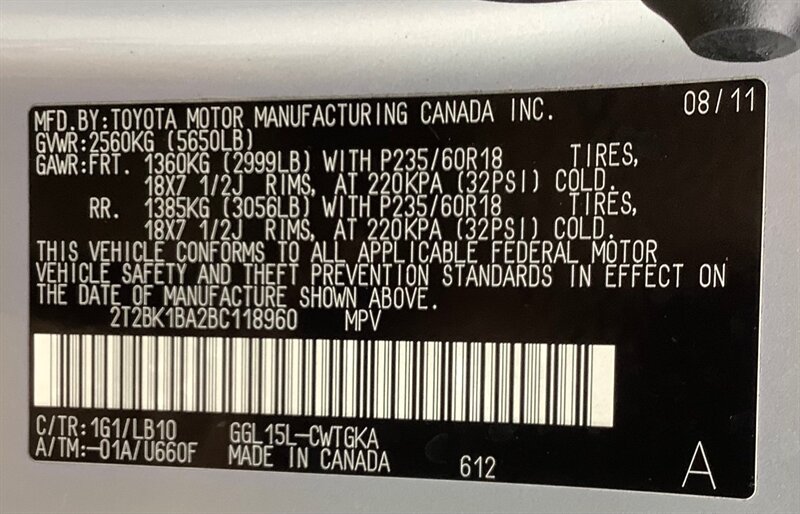 MFD.BY:TOYOTA MOTOR MANUFACTURING CANADA INC. 08/11
GVWR:2560KG (5650LB)
GAWR:FRT. 1360KG (2999LB) WITH P235/60R18 TIRES,
18X7 1/2J RIMS, AT 220KPA (32PSI) COLD.
RR. 1385KG (3056LB) WITH P235/60R18 TIRES,
18X7 1/2J RIMS, AT 220KPA (32PSI) COLD.
THIS VEHICLE CONFORMS TO ALL APPLICABLE FEDERAL MOTOR
VEHICLE SAFETY AND THEFT PREVENTION STANDARDS IN EFFECT ON
THE DATE OF MANUFACTURE SHOWN ABOVE.
2T2BK1BA2BC118960 MPV
C/TR:1G1/LB10 GGL15L-CWTGKA
A/TM:-01A/U660F MADE IN CANADA 612 A